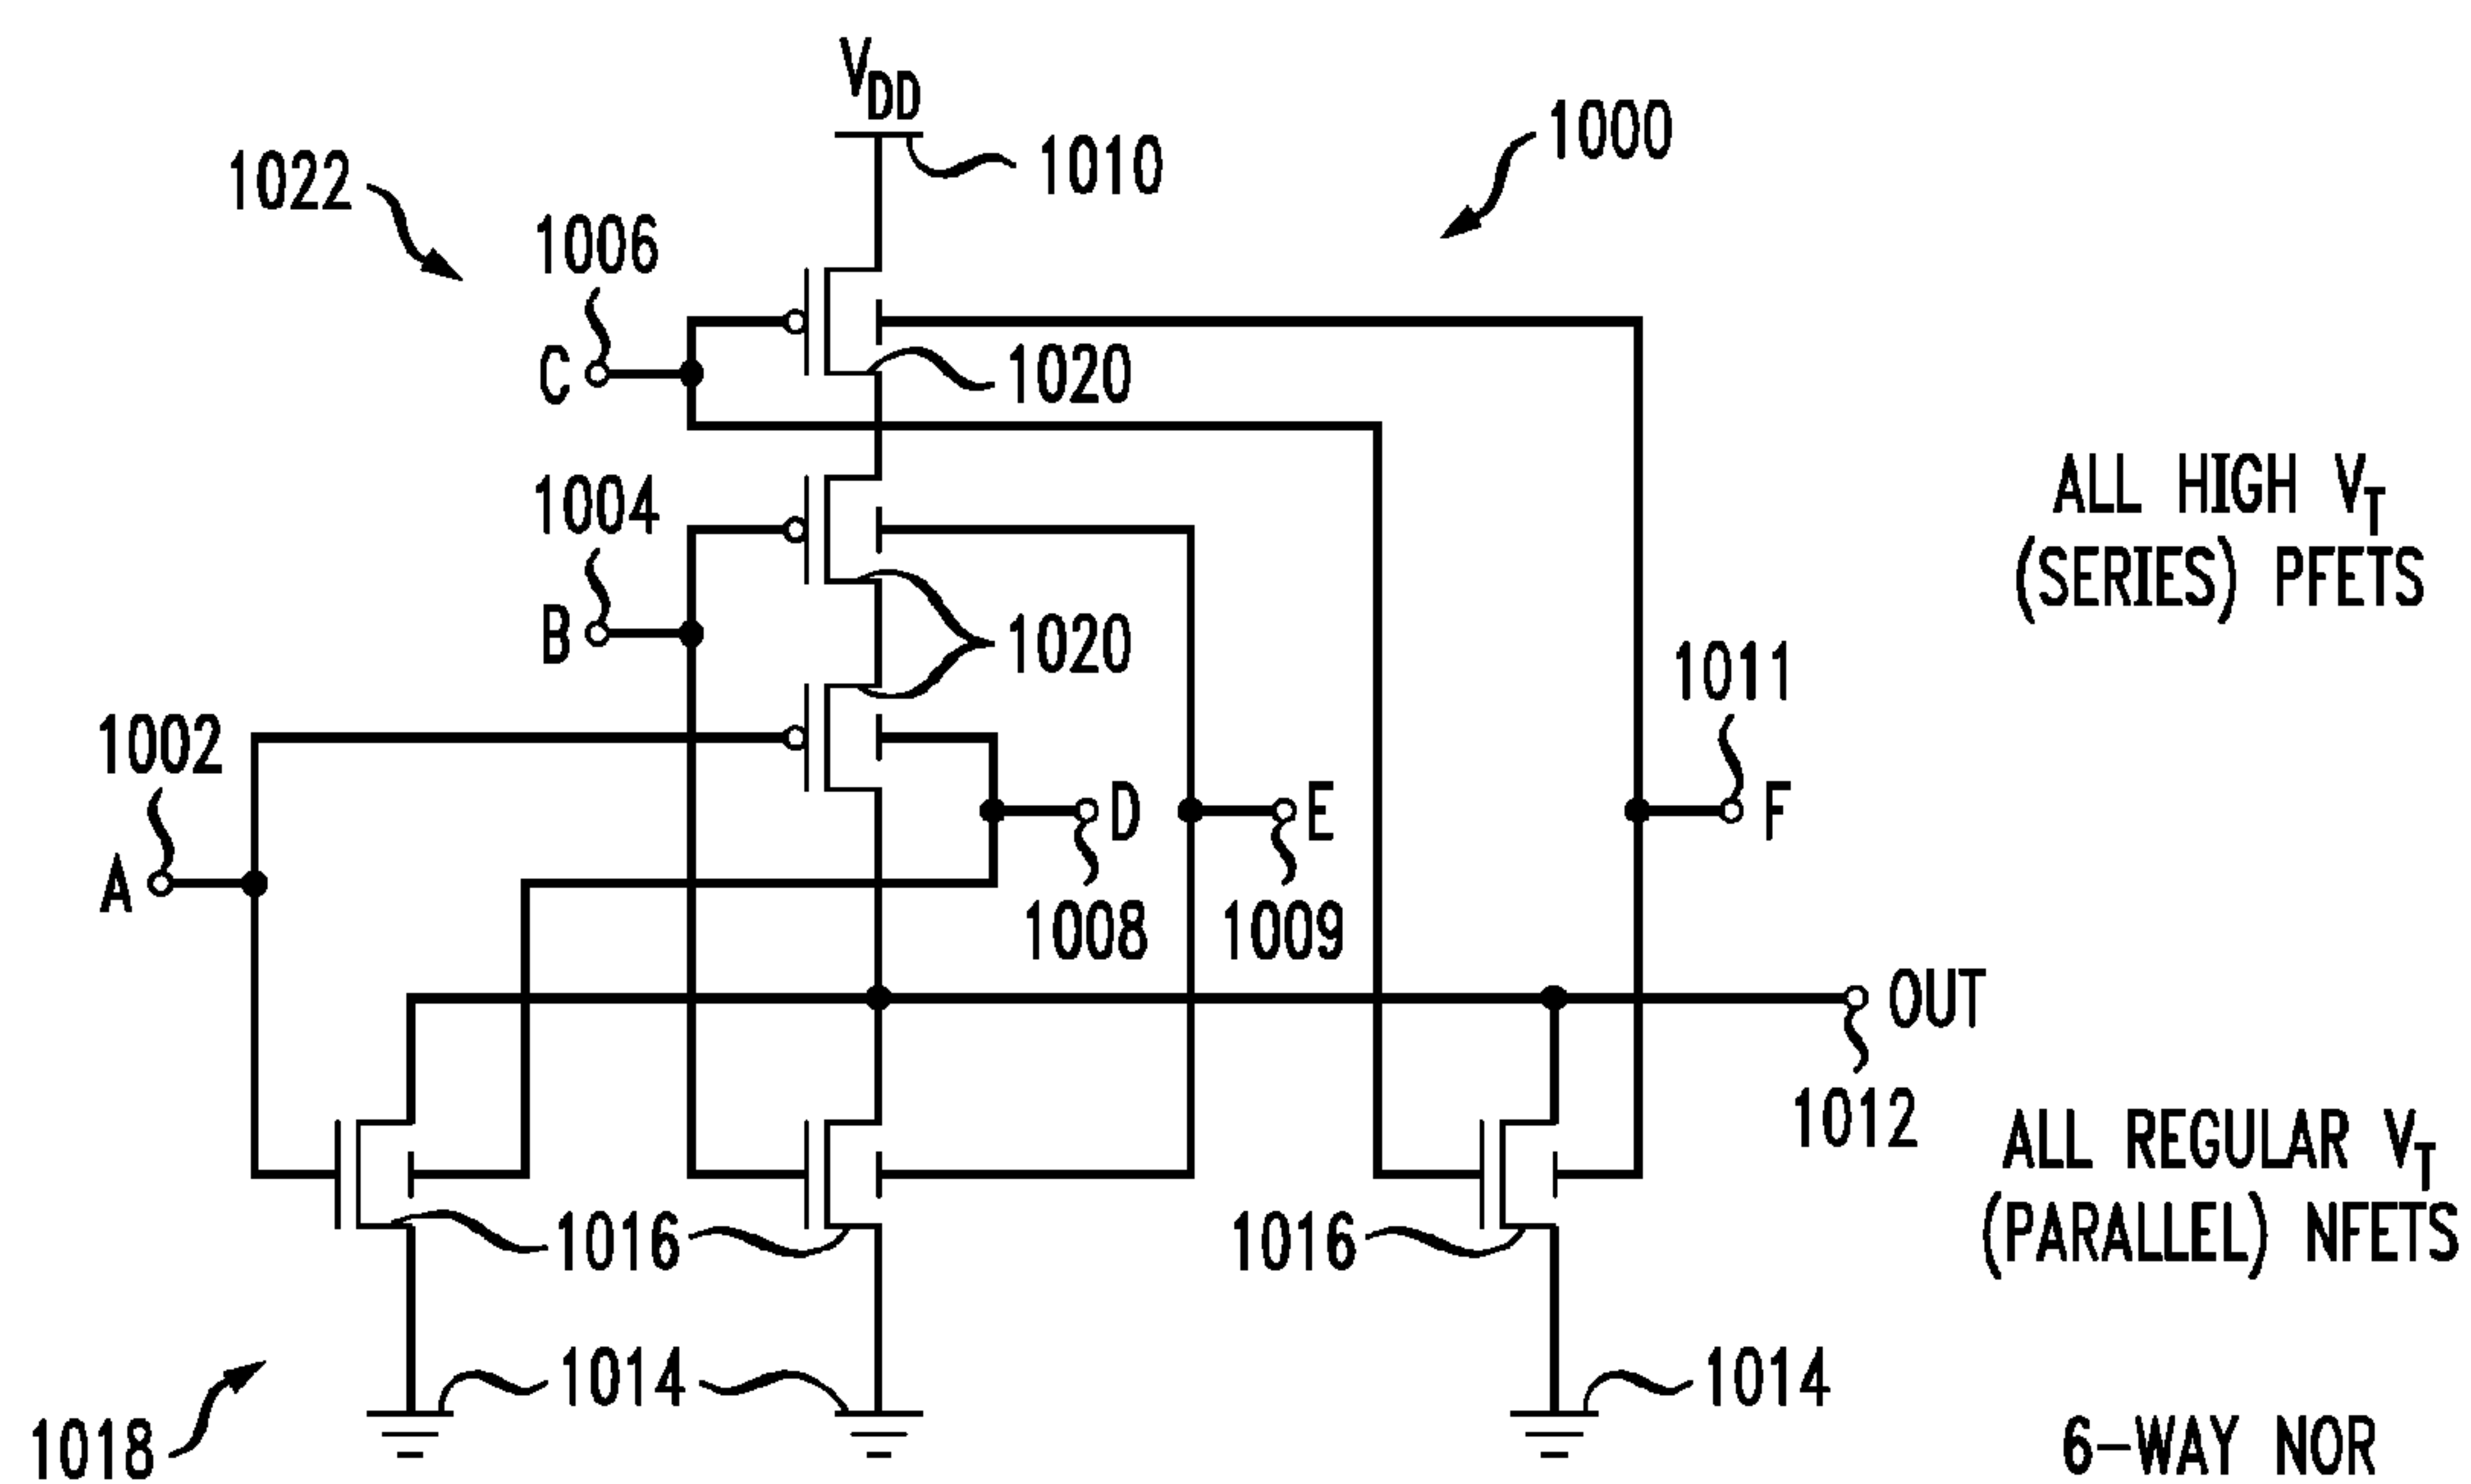 VDD
1010
1000
1022
1006
C
1020
ALL HIGH VT
(SERIES) PFETS
1004
B
1020
1011
1002
A
D
E
F
1008
1009
OUT
1012
ALL REGULAR VT
(PARALLEL) NFETS
1016
1016
1014
1014
1018
6-WAY NOR